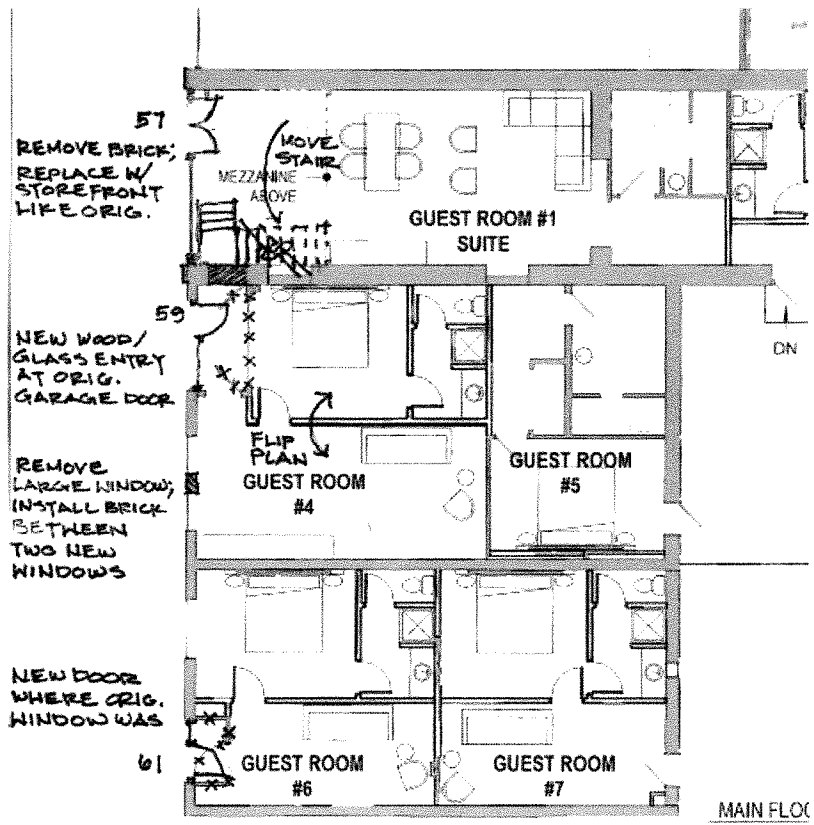 57
REMOVE BRICK;
REPLACE W/
STOREFRONT
LIKE ORIG.
MOVE
STAIR
MEZZANINE
ABOVE
GUEST ROOM #1
SUITE
59
NEW WOOD/
GLASS ENTRY
AT ORIG.
GARAGE DOOR
DN
FLIP
PLAN
GUEST ROOM
#4
GUEST ROOM
#5
REMOVE
LARGE WINDOW;
INSTALL BRICK
BETWEEN
TWO NEW
WINDOWS
NEW DOOR
WHERE ORIG.
WINDOW WAS
61
GUEST ROOM
#6
GUEST ROOM
#7
MAIN FLOO